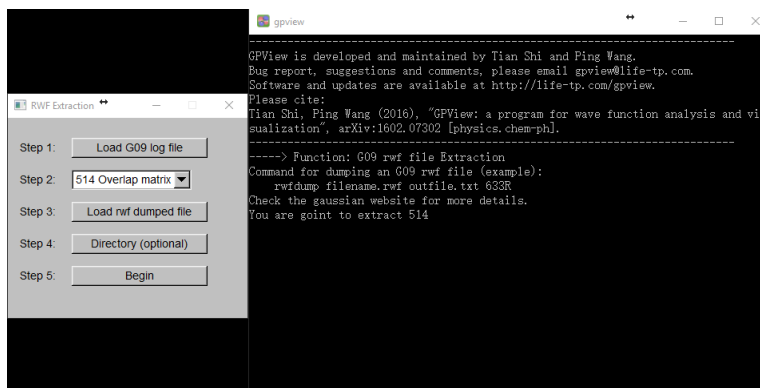 gpview
GPView is developed and maintained by Tian Shi and Ping Wang.
Bug report, suggestions and comments, please email gpview@life-tp.com.
Software and updates are available at http://life-tp.com/gpview.
Please cite:
Tian Shi, Ping Wang (2016), "GPView: a program for wave function analysis and vi
sualization", arXiv:1602.07302 [physics.chem-ph].
-----> Function: G09 rwf file Extraction
Command for dumping an G09 rwf file (example):
rwfdump filename.rwf outfile.txt 633R
Check the gaussian website for more details.
You are goint to extract 514
RWF Extraction
Step 1: Load G09 log file
Step 2: 514 Overlap matrix
Step 3: Load rwf dumped file
Step 4: Directory (optional)
Step 5: Begin